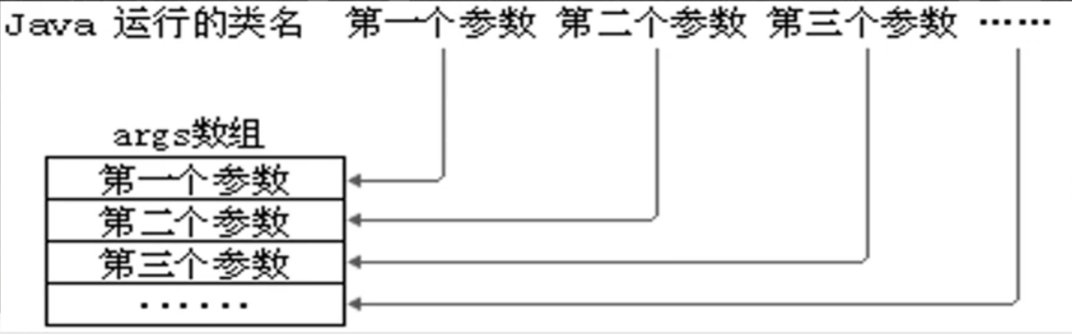 Java 运行的类名 第一个参数 第二个参数 第三个参数 ……
args数组
第一个参数
第二个参数
第三个参数
……